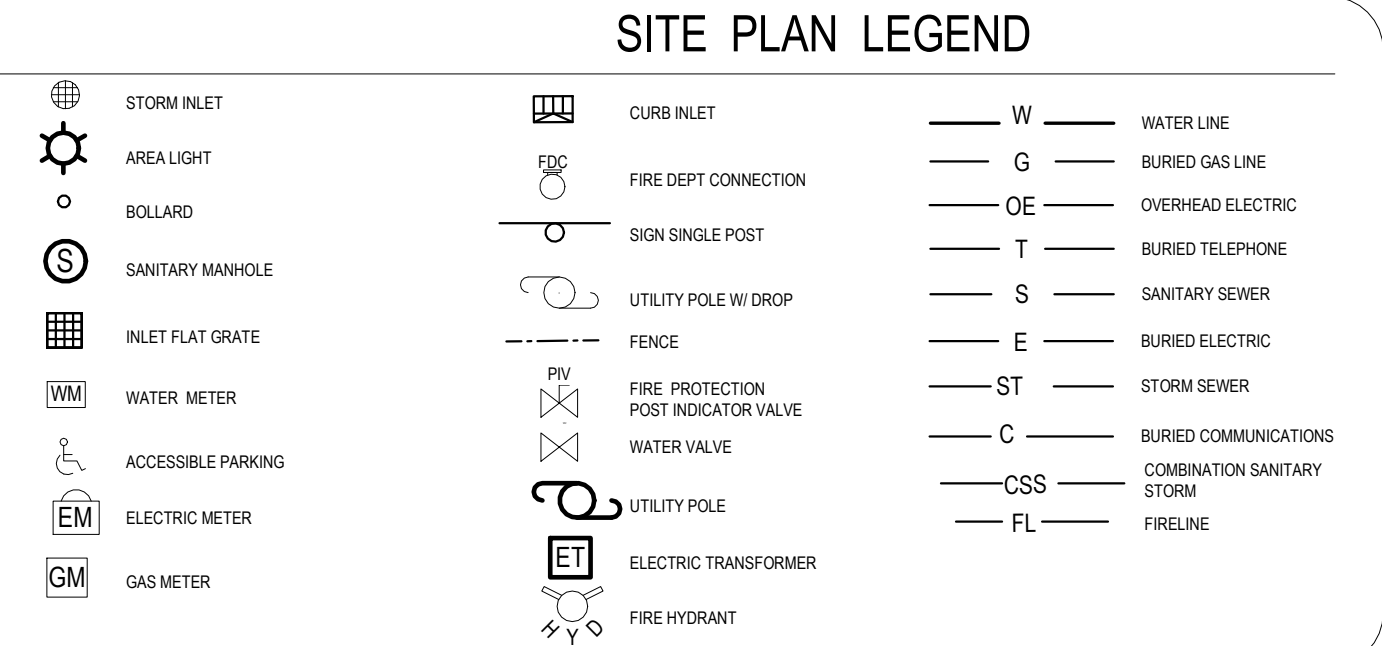 SITE PLAN LEGEND
STORM INLET
AREA LIGHT
BOLLARD
S
SANITARY MANHOLE
INLET FLAT GRATE
WM
WATER METER
ACCESSIBLE PARKING
EM
ELECTRIC METER
GM
GAS METER
CURB INLET
FDC
FIRE DEPT CONNECTION
SIGN SINGLE POST
UTILITY POLE W/ DROP
FENCE
PIV
FIRE PROTECTION
POST INDICATOR VALVE
WATER VALVE
UTILITY POLE
ET
ELECTRIC TRANSFORMER
HYD
FIRE HYDRANT
W
WATER LINE
G
BURIED GAS LINE
OE
OVERHEAD ELECTRIC
T
BURIED TELEPHONE
S
SANITARY SEWER
E
BURIED ELECTRIC
ST
STORM SEWER
C
BURIED COMMUNICATIONS
CSS
COMBINATION SANITARY
STORM
FL
FIRELINE